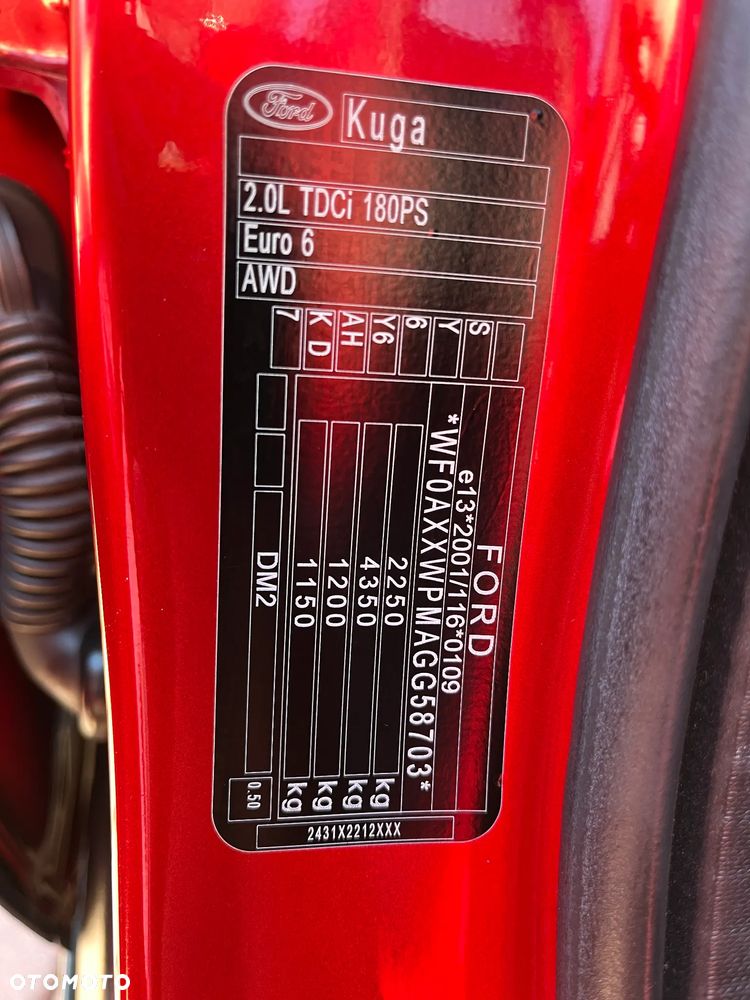 Ford
Kuga
2.0L TDCi 180PS
Euro 6
AWD
S
Y
6
Y6
AH
K D
7
FORD
e13*2001/116*0109
*WF0AXXWPMAGG58703*
2250 kg
4350 kg
1200 kg
1150 kg
DM2
0.50
2431X2212XXX
OTOMOTO